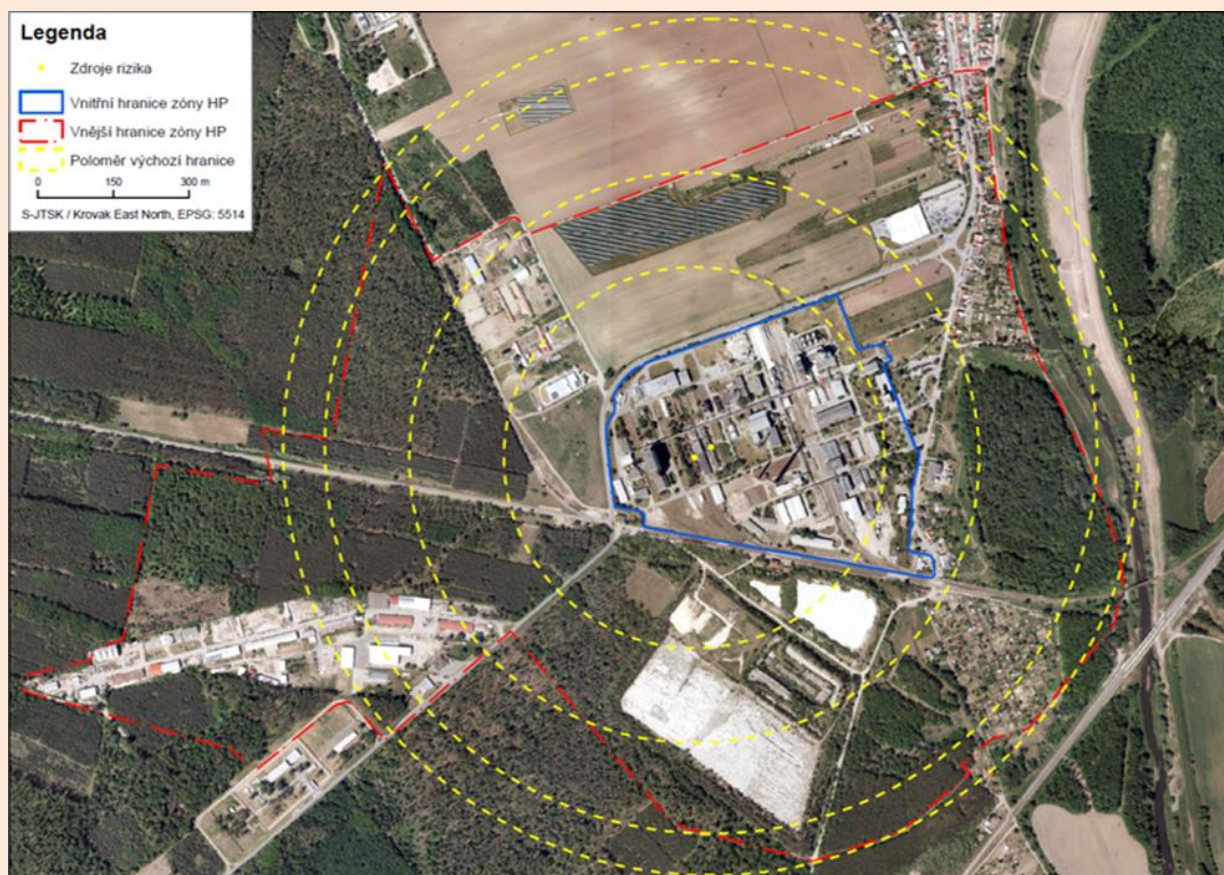 Legenda
Zdroje rizika
Vnitřní hranice zóny HP
Vnější hranice zóny HP
Poloměr výchozí hranice
0 150 300 m
S-JTSK / Krovak East North, EPSG: 5514